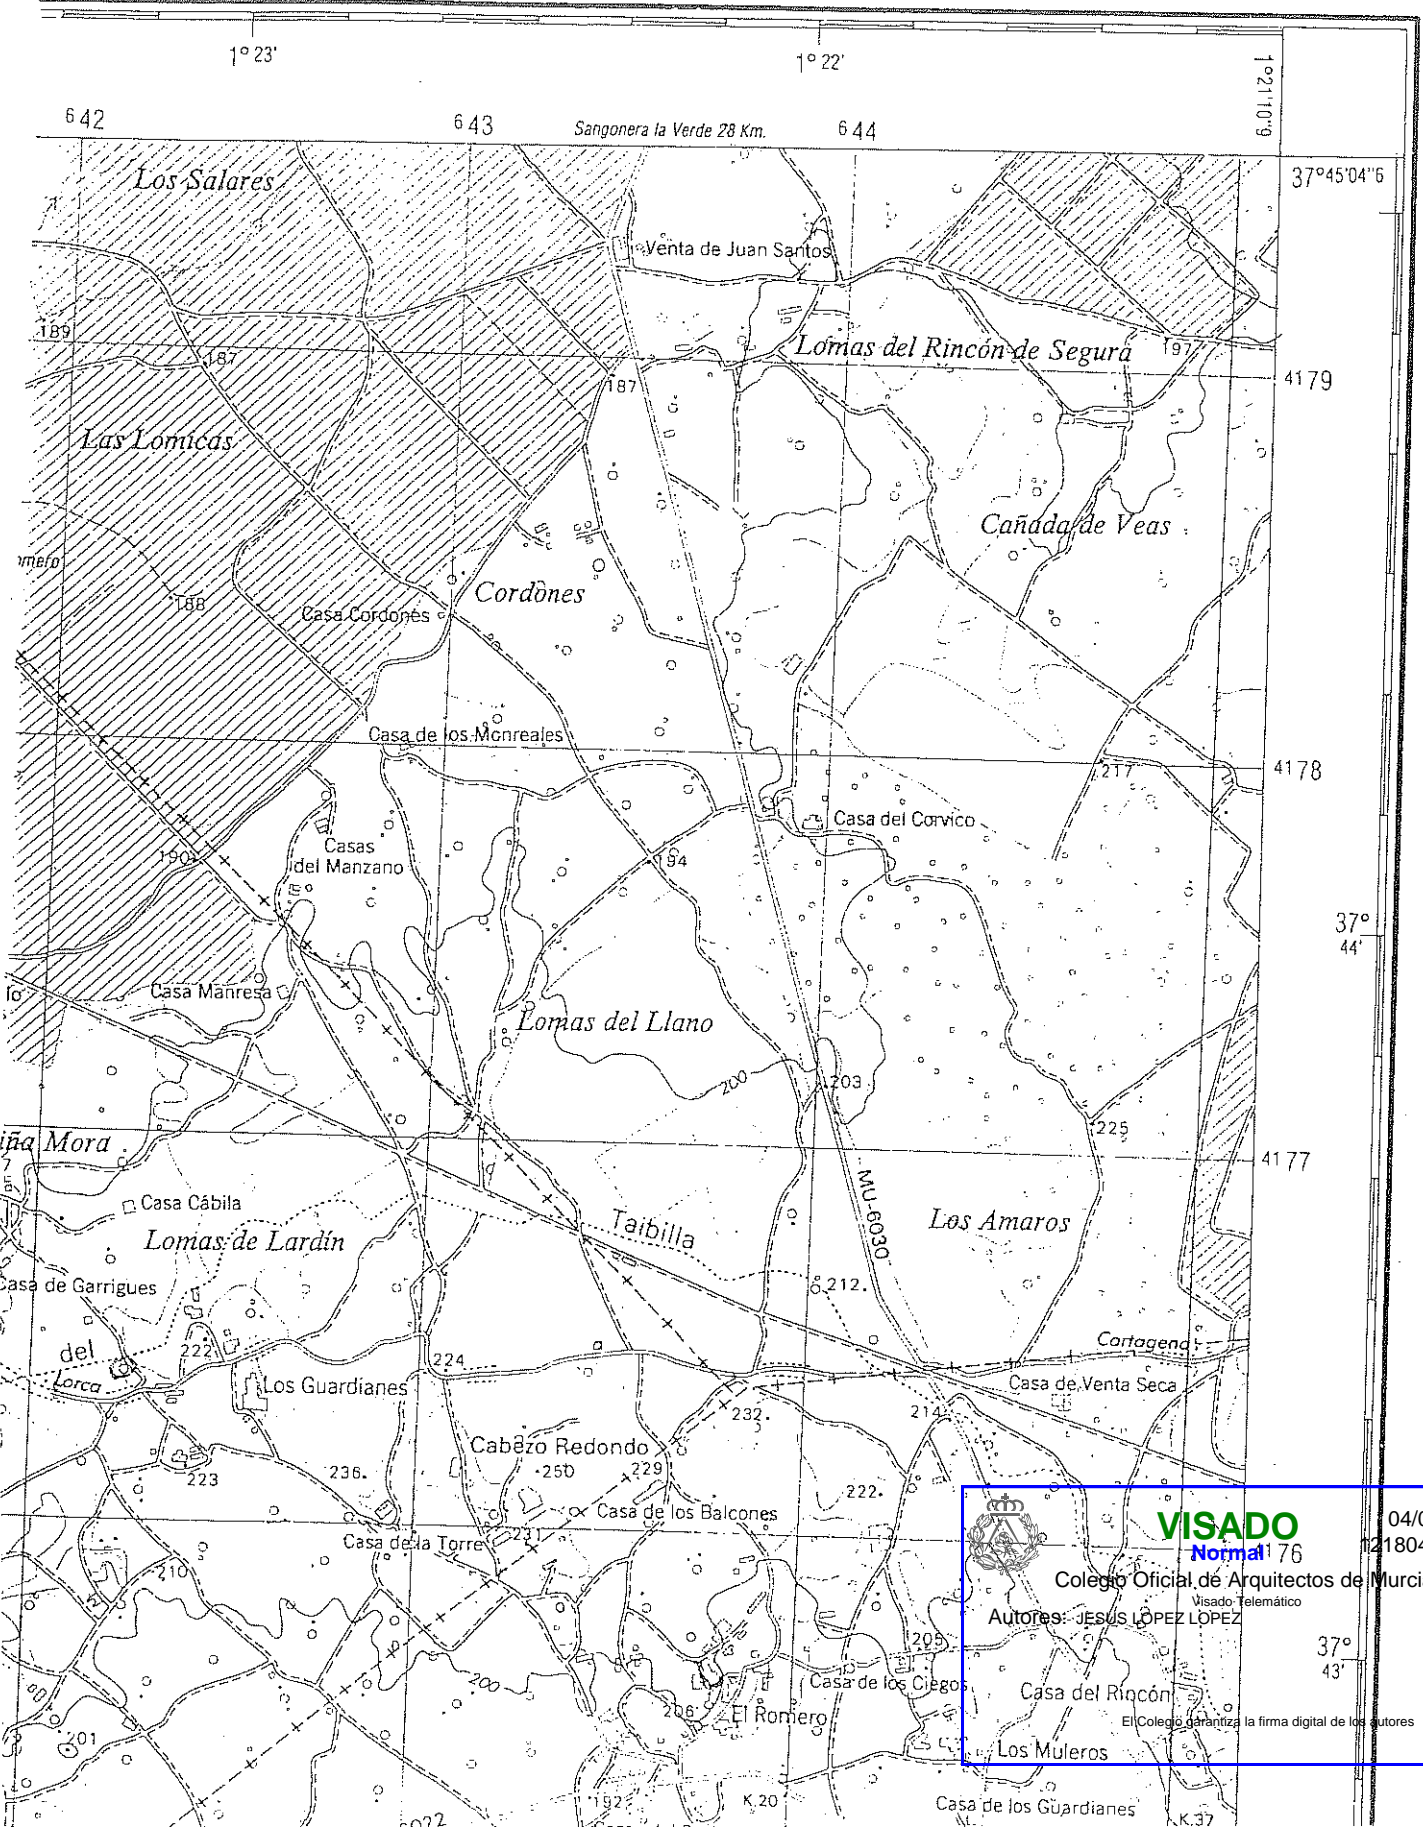 1° 23'
1° 22'
1°21'10"9
642
643
Sangonera la Verde 28 Km.
644
Los Salares
37°45'04"6
Venta de Juan Santos
189
187
187
Lomas del Rincón de Segura
197
4179
Las Lomicas
Cañada de Veas
188
Cordones
Casa Cordones
Casa de los Monreales
217
4178
Casa del Corvico
Casas
del Manzano
190
194
37°
44'
Casa Manresa
Lomas del Llano
200
203
225
iña Mora
4177
Casa Cábila
Lomas de Lardín
Taibilla
MU-6030
Los Amaros
Casa de Garrigues
212
del
222
224
Cartagena
Lorca
Los Guardianes
Casa de Venta Seca
232
214
Cabezo Redondo
223
236
250
229
222
Casa de los Balcones
Casa de la Torre
231
VISADO
Normal
04/0
121804
4176
Colegio Oficial de Arquitectos de Murci
Visado Telemático
Autores: JESÚS LÓPEZ LÓPEZ
210
205
37°
43'
200
Casa de los Ciegos
Casa del Rincón
206
El Romero
El Colegio garantiza la firma digital de los autores
201
Los Muleros
192
K.20
Casa de los Guardianes
K.37